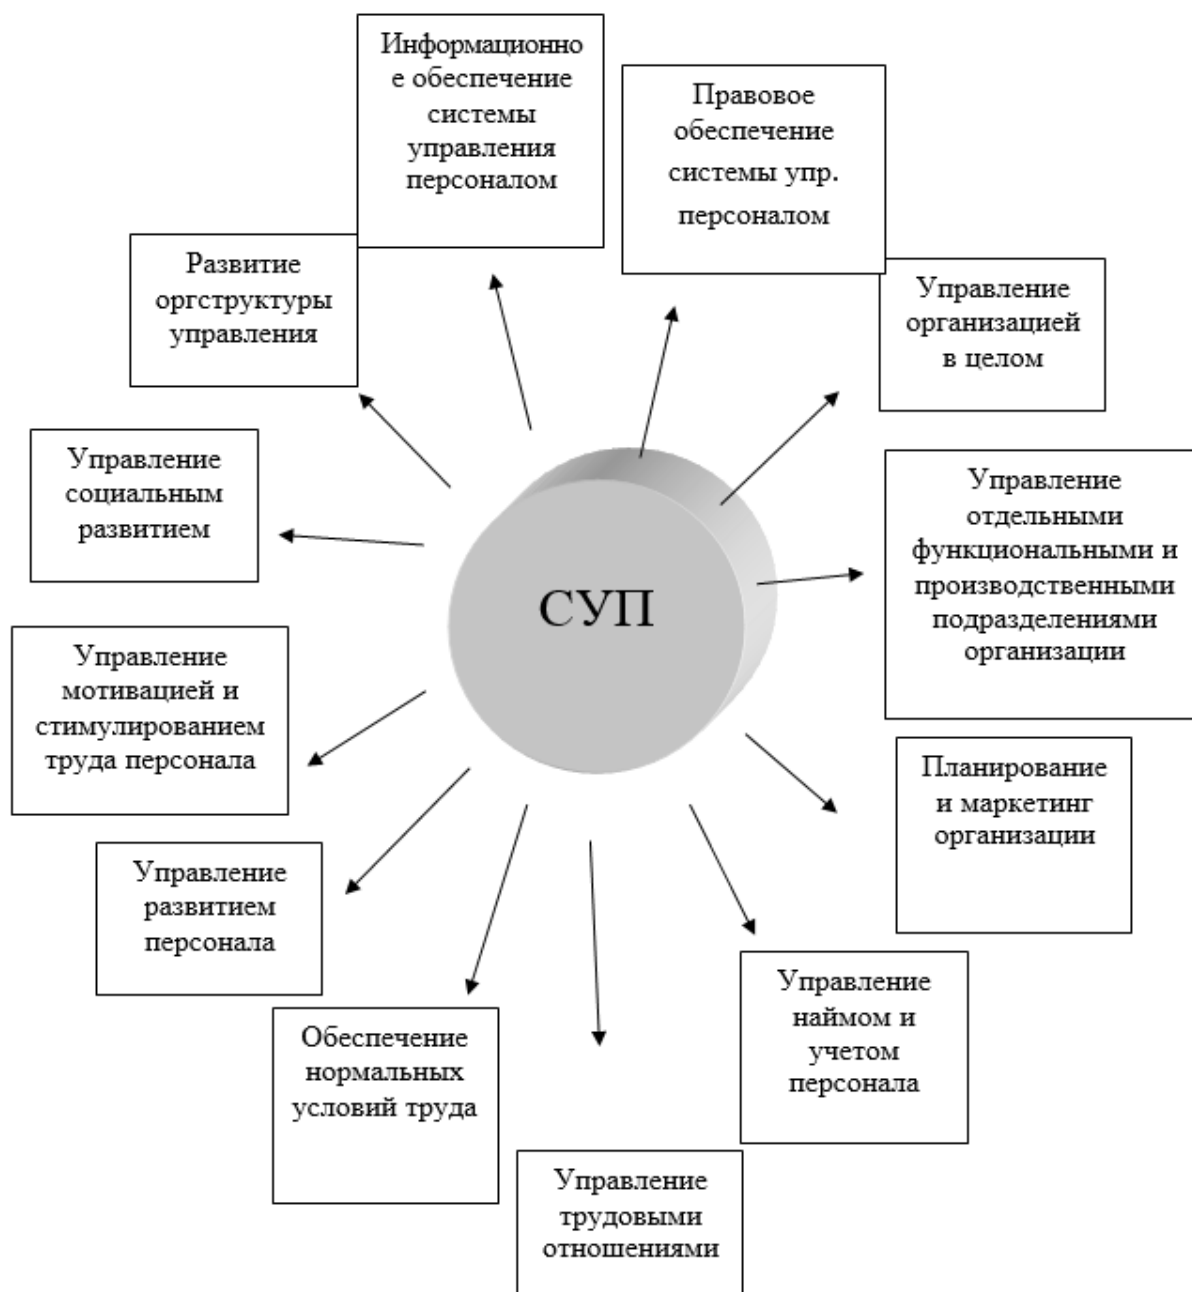 Информационно
е обеспечение
системы
управления
персоналом
Правовое
обеспечение
системы упр.
персоналом
Развитие
оргструктуры
управления
Управление
организацией
в целом
Управление
социальным
развитием
Управление
отдельными
функциональными и
производственными
подразделениями
организации
СУП
Управление
мотивацией и
стимулированием
труда персонала
Планирование
и маркетинг
организации
Управление
развитием
персонала
Управление
наймом и
учетом
персонала
Обеспечение
нормальных
условий труда
Управление
трудовыми
отношениями